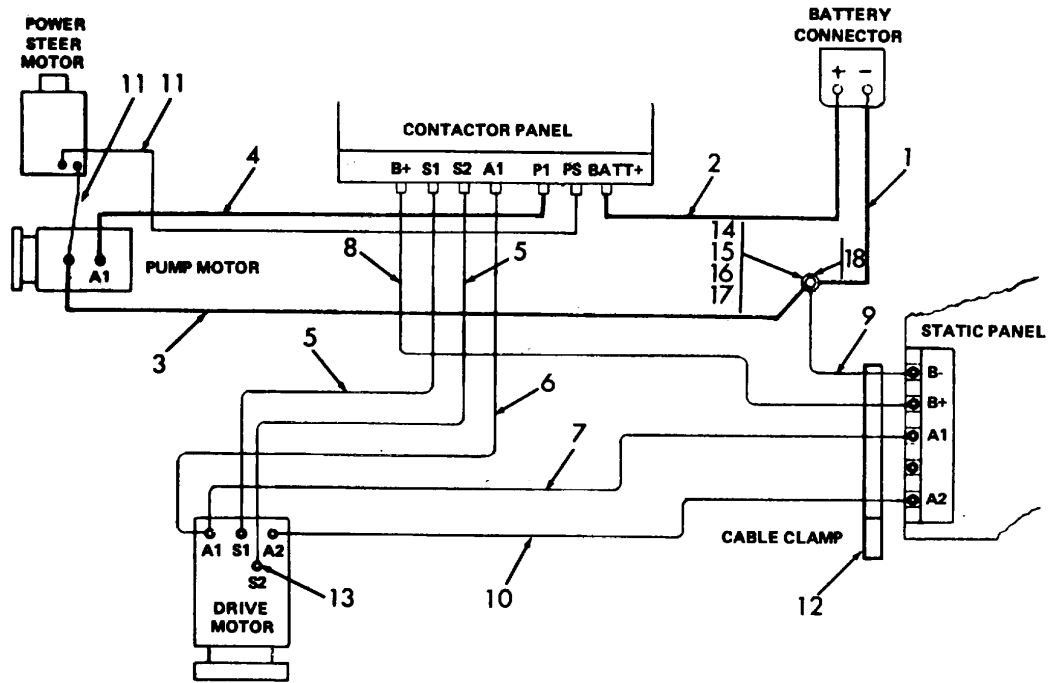 POWER
STEER
MOTOR
BATTERY
CONNECTOR
+ −
11 11
CONTACTOR PANEL
4
B+ S1 S2 A1 P1 PS BATT+
2
1
A1
PUMP MOTOR
8
5
14
15
16
17
18
3
9
STATIC PANEL
5
6
B-
B+
A1
A2
7
A1 S1 A2
S2
13
DRIVE
MOTOR
10
CABLE CLAMP
12